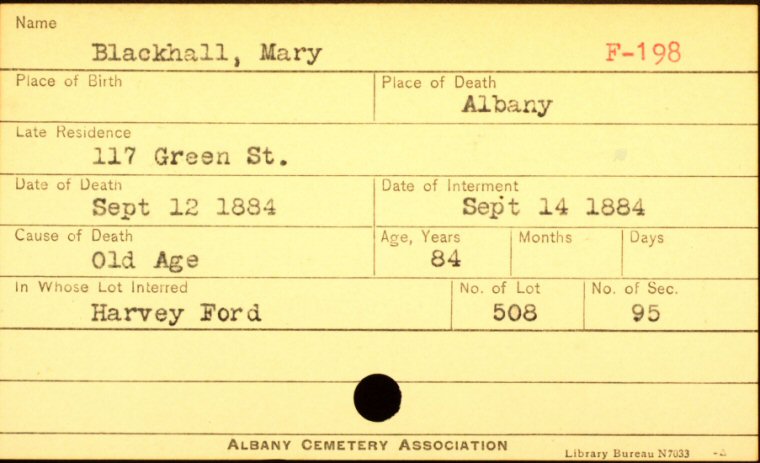 Name
Blackhall, Mary F-198
Place of Birth Place of Death
Albany
Late Residence
117 Green St.
Date of Death Date of Interment
Sept 12 1884 Sept 14 1884
Cause of Death Age, Years Months Days
Old Age 84
In Whose Lot Interred No. of Lot No. of Sec.
Harvey Ford 508 95
ALBANY CEMETERY ASSOCIATION
Library Bureau N7033